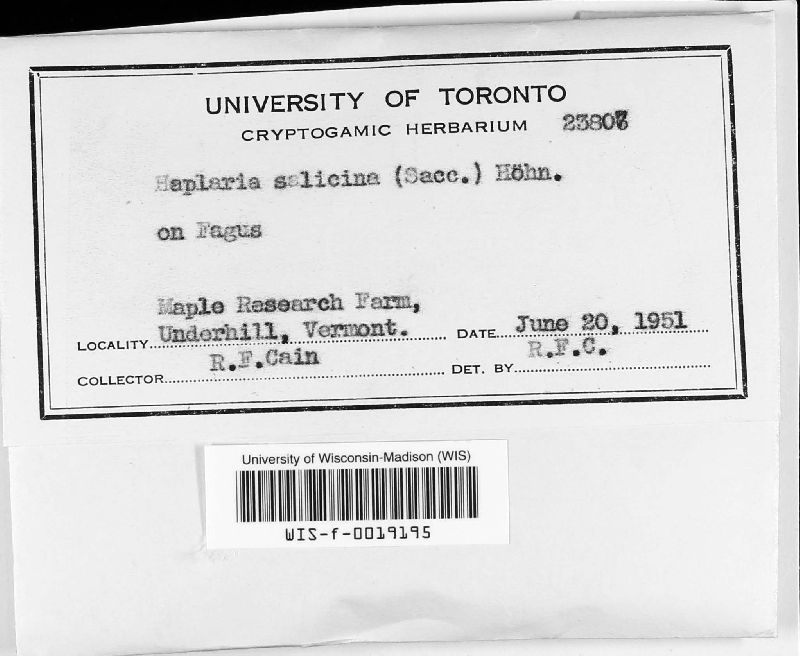 UNIVERSITY OF TORONTO
CRYPTOGAMIC HERBARIUM
Haplaria salicina (Sacc.) Höhn.
on Fagus
Maple Research Farm,
LOCALITY Underhill, Vermont. DATE June 20, 1951
COLLECTOR R.F.Cain DET. BY R.F.C.
University of Wisconsin-Madison (WIS)
WIS-f-0019195